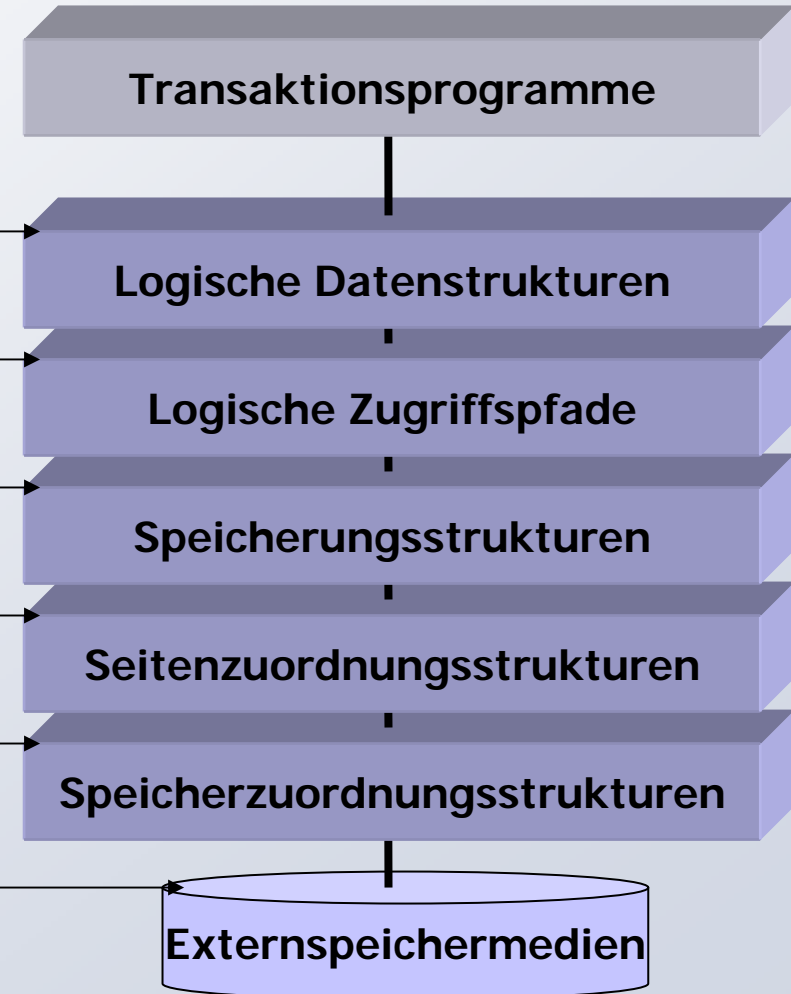 Transaktionsprogramme
Logische Datenstrukturen
Logische Zugriffspfade
Speicherungsstrukturen
Seitenzuordnungsstrukturen
Speicherzuordnungsstrukturen
Externspeichermedien